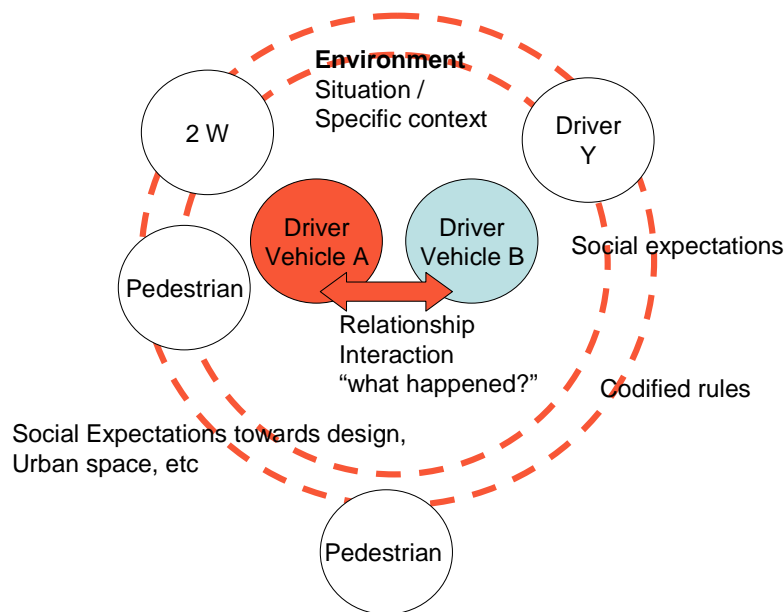 Environment
Situation /
Specific context
2 W
Driver
Y
Driver
Vehicle A
Driver
Vehicle B
Social expectations
Pedestrian
Relationship
Interaction
“what happened?”
Codified rules
Social Expectations towards design,
Urban space, etc
Pedestrian